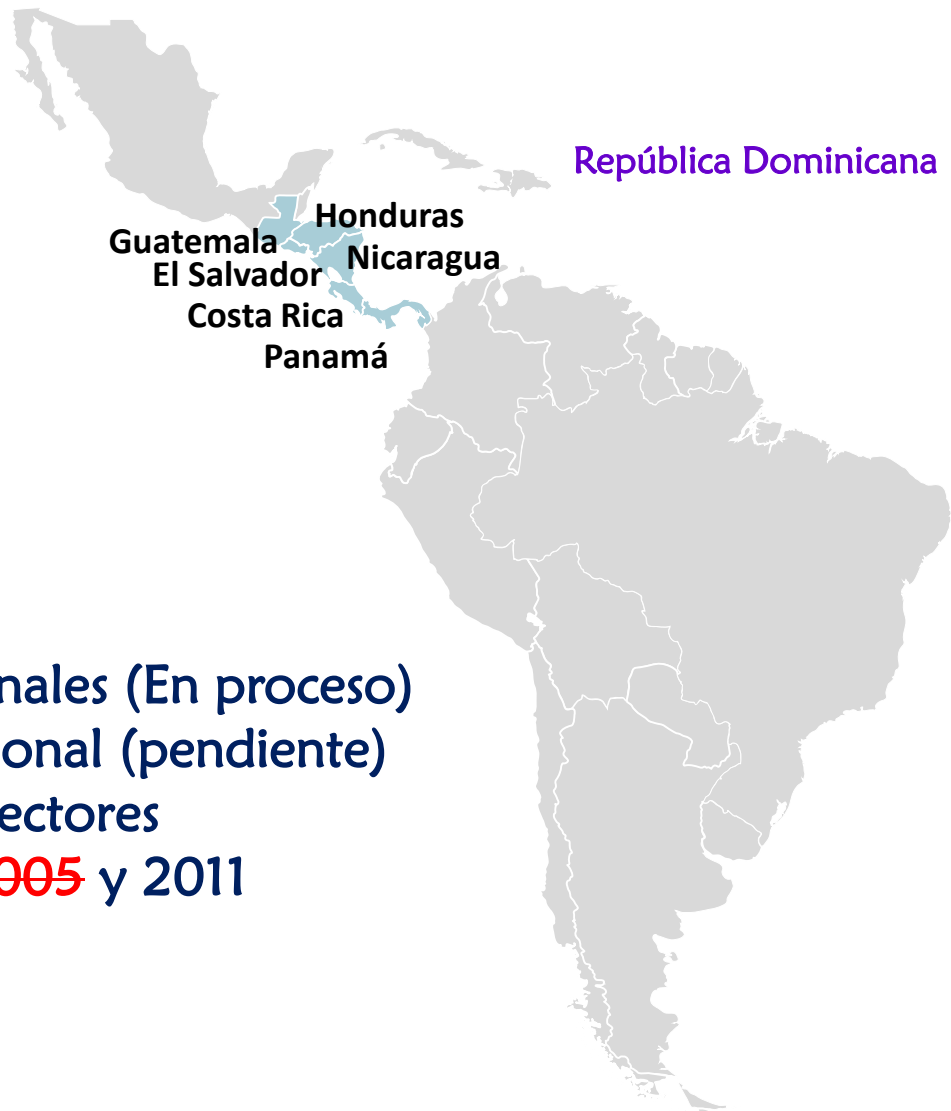 República Dominicana
Honduras
Guatemala
Nicaragua
El Salvador
Costa Rica
Panamá
nales (En proceso)
onal (pendiente)
ectores
005 y 2011